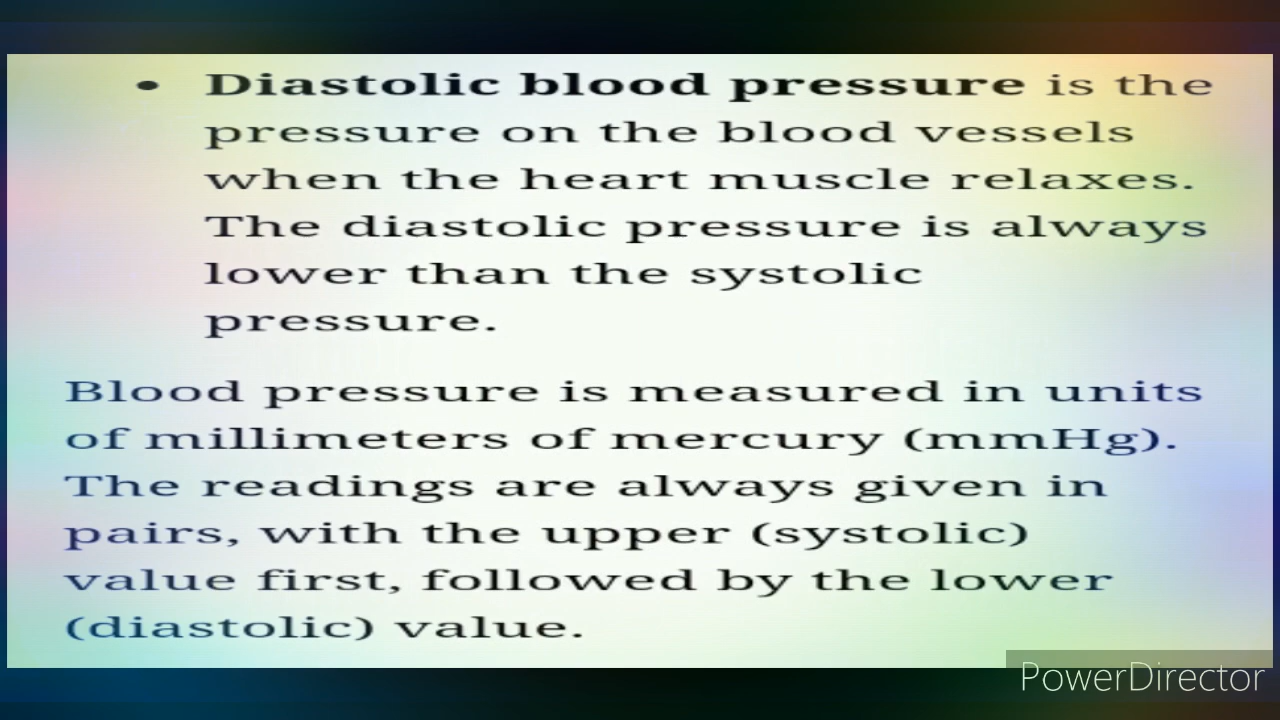 • Diastolic blood pressure is the
pressure on the blood vessels
when the heart muscle relaxes.
The diastolic pressure is always
lower than the systolic
pressure.
Blood pressure is measured in units
of millimeters of mercury (mmHg).
The readings are always given in
pairs, with the upper (systolic)
value first, followed by the lower
(diastolic) value.
PowerDirector